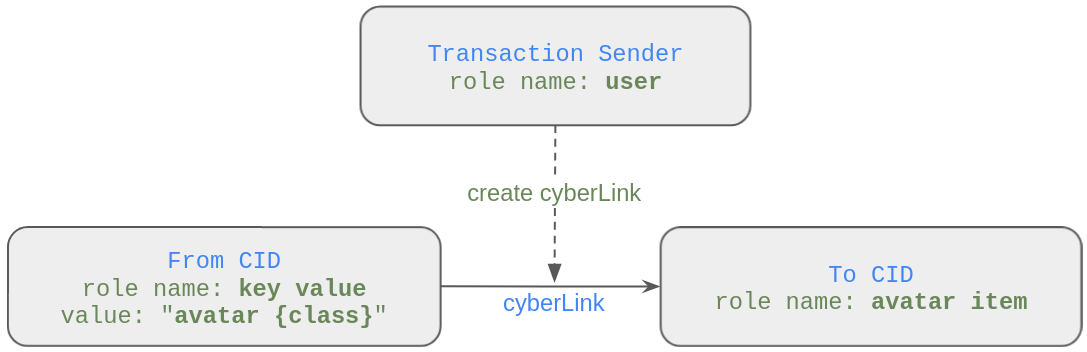 Transaction Sender
role name: user
create cyberLink
From CID
role name: key value
value: "avatar {class}"
cyberLink
To CID
role name: avatar item